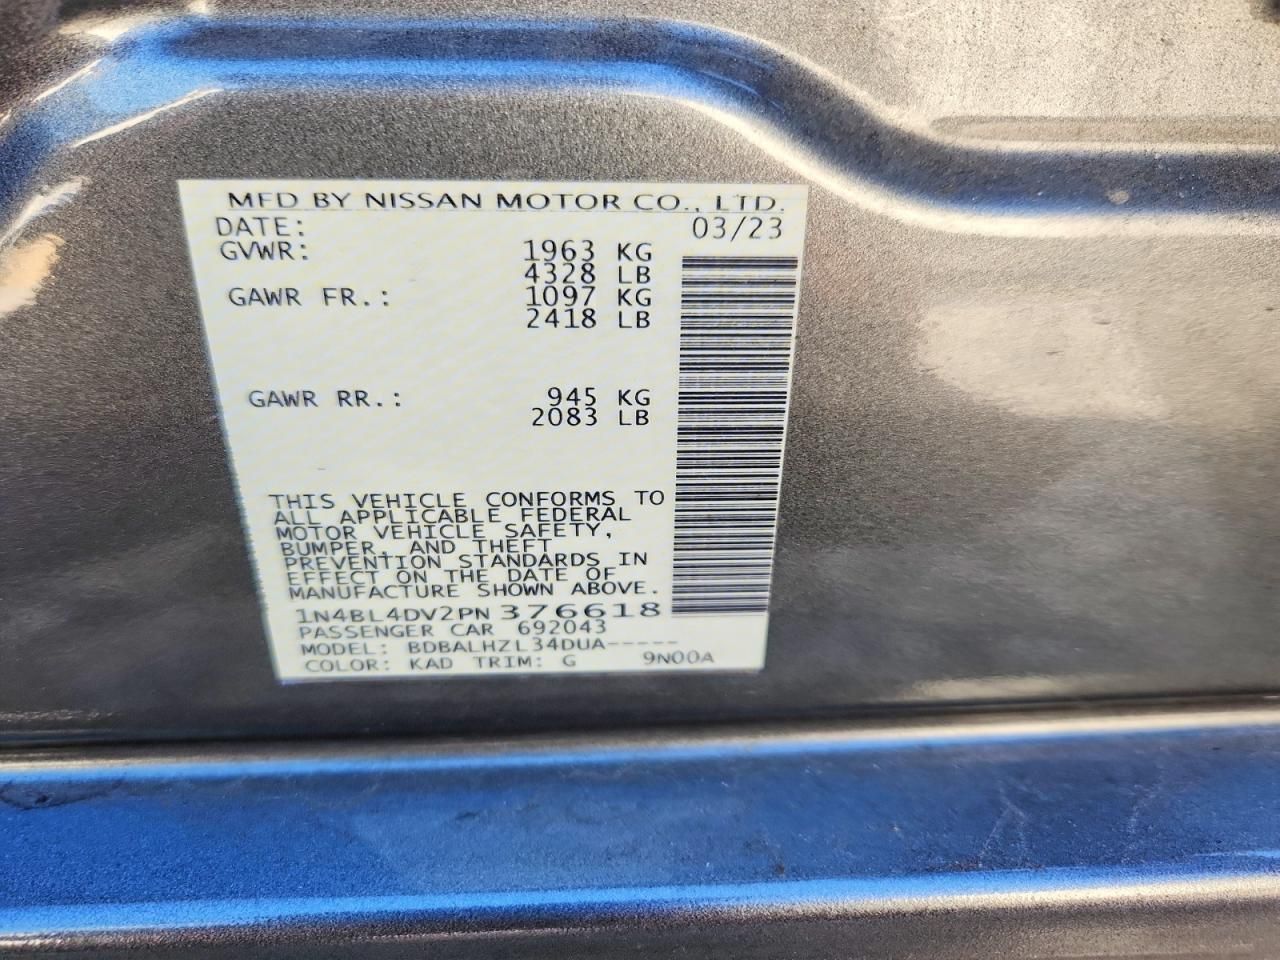 MFD BY NISSAN MOTOR CO., LTD.
DATE: 03/23
GVWR: 1963 KG
4328 LB
GAWR FR.: 1097 KG
2418 LB
GAWR RR.: 945 KG
2083 LB
THIS VEHICLE CONFORMS TO
ALL APPLICABLE FEDERAL
MOTOR VEHICLE SAFETY,
BUMPER, AND THEFT
PREVENTION STANDARDS IN
EFFECT ON THE DATE OF
MANUFACTURE SHOWN ABOVE.
1N4BL4DV2PN376618
PASSENGER CAR 692043
MODEL: BDBALHZL34DUA-----
COLOR: KAD TRIM: G 9N00A